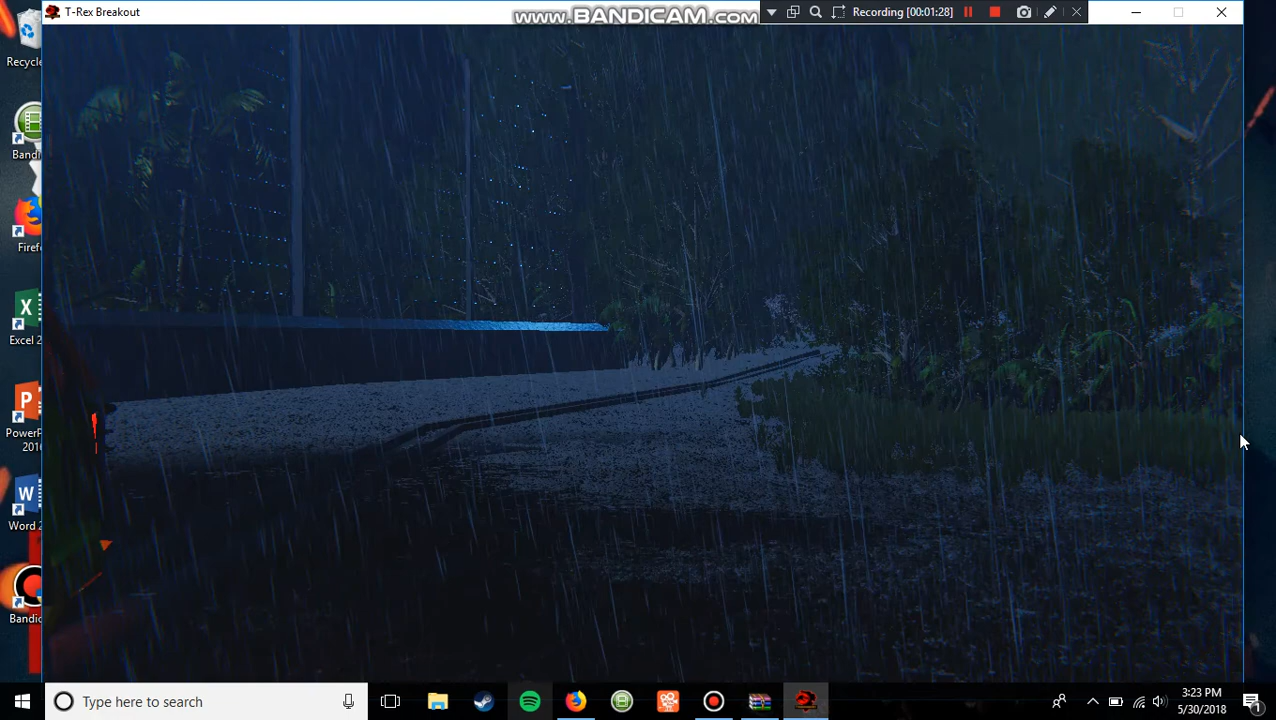 T-Rex Breakout
www.BANDICAM.com
Recording [00:01:28]
Recycle
Bandi
Firefo
Excel 2
PowerP
2016
Word 2
Bandic
Type here to search
3:23 PM
5/30/2018
1